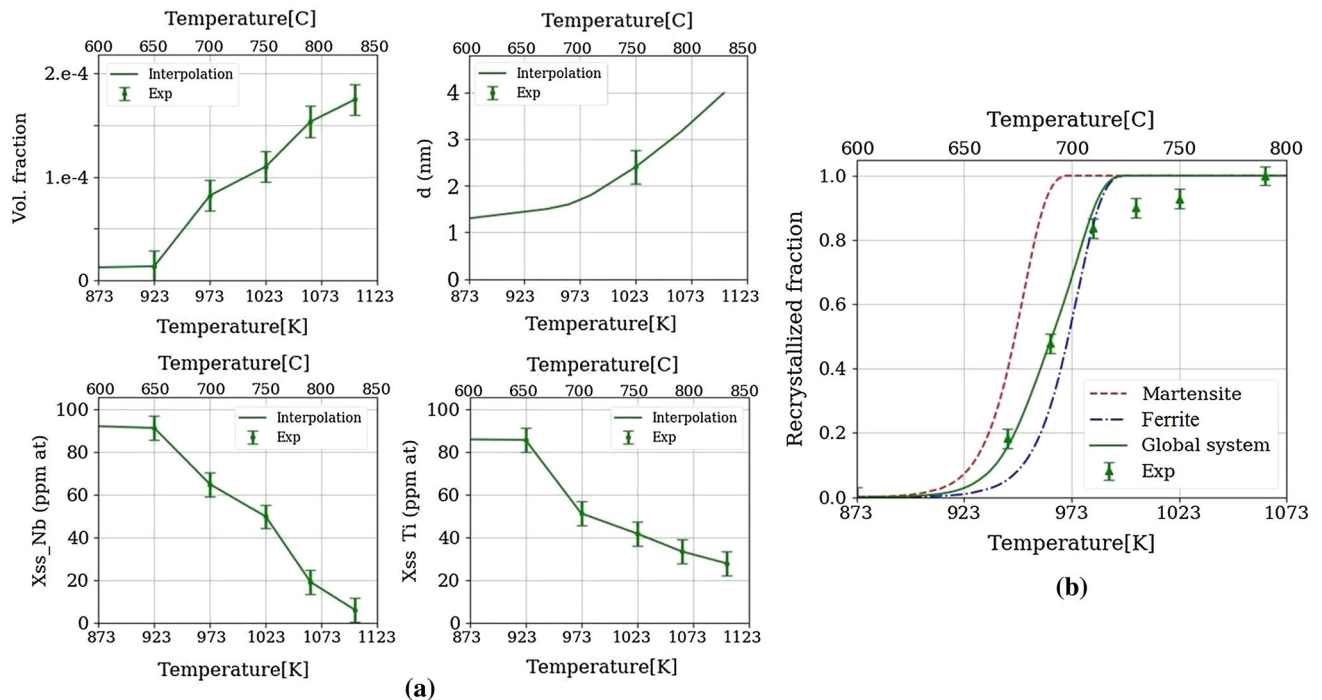 Temperature[C]
600 650 700 750 800 850
2.e-4
1.e-4
0
Vol. fraction
Interpolation
Exp
873 923 973 1023 1073 1123
Temperature[K]
Temperature[C]
600 650 700 750 800 850
4
3
2
1
0
d (nm)
Interpolation
Exp
873 923 973 1023 1073 1123
Temperature[K]
Temperature[C]
600 650 700 750 800 850
100
80
60
40
20
0
Xss_Nb (ppm at)
Interpolation
Exp
873 923 973 1023 1073 1123
Temperature[K]
Temperature[C]
600 650 700 750 800 850
100
80
60
40
20
0
Xss Ti (ppm at)
Interpolation
Exp
873 923 973 1023 1073 1123
Temperature[K]
(a)
Temperature[C]
600 650 700 750 800
1.0
0.8
0.6
0.4
0.2
0.0
Recrystallized fraction
Martensite
Ferrite
Global system
Exp
873 923 973 1023 1073
Temperature[K]
(b)